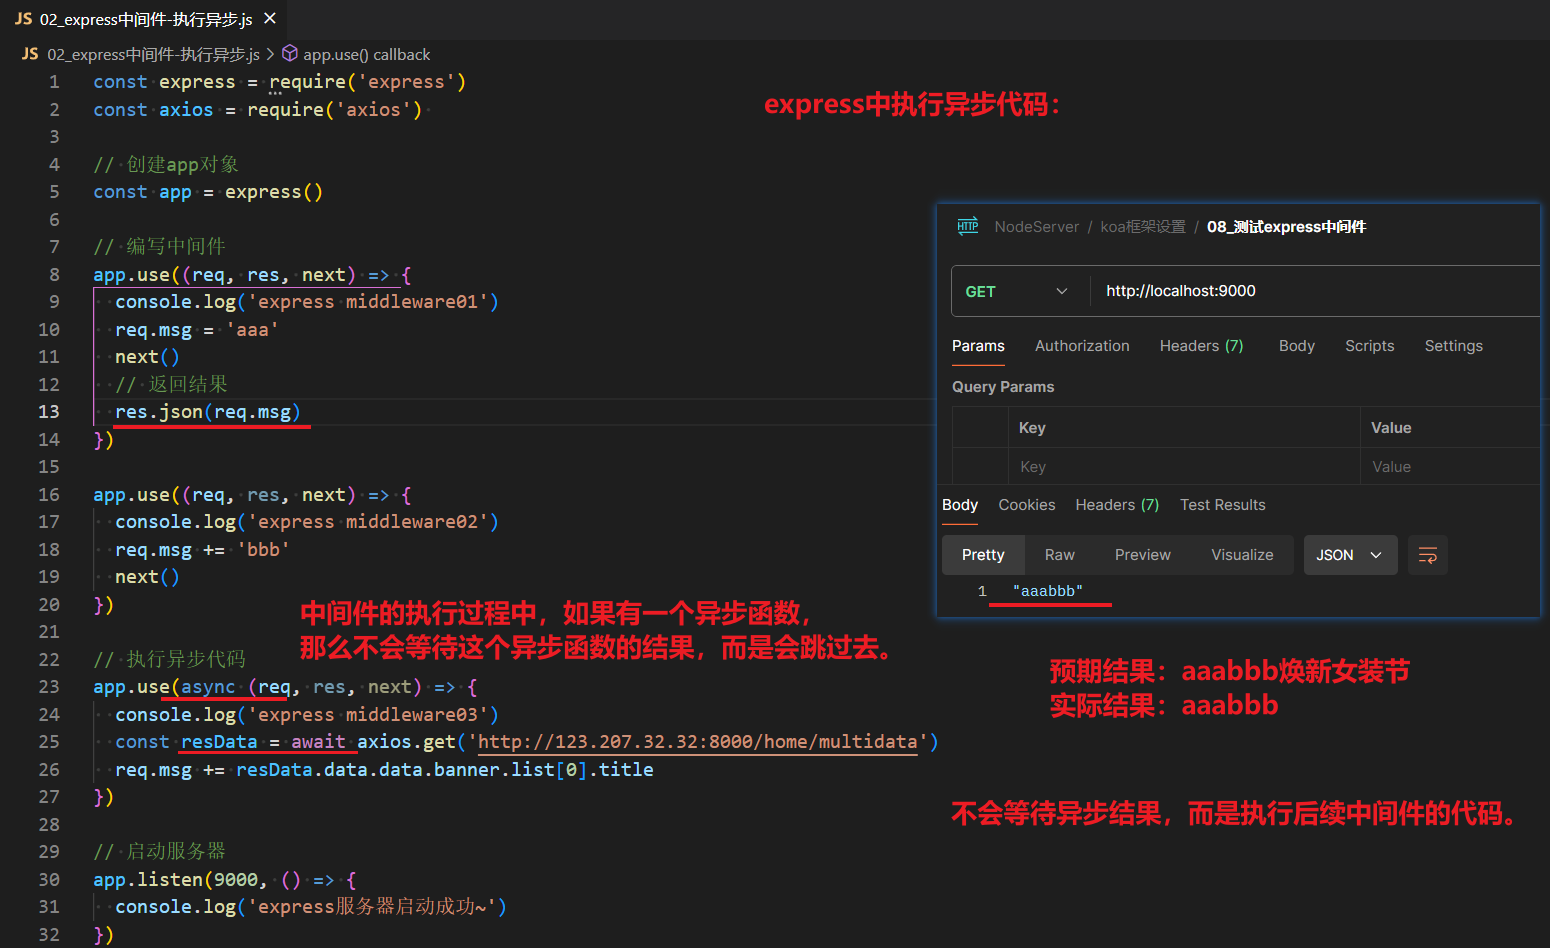 JS 02_express中间件-执行异步.js ×
JS 02_express中间件-执行异步.js > app.use() callback
1 const express = require('express')
2 const axios = require('axios')
3
4 // 创建app对象
5 const app = express()
6
7 // 编写中间件
8 app.use((req, res, next) => {
9 console.log('express middleware01')
10 req.msg = 'aaa'
11 next()
12 // 返回结果
13 res.json(req.msg)
14 })
15
16 app.use((req, res, next) => {
17 console.log('express middleware02')
18 req.msg += 'bbb'
19 next()
20 })
21
22 // 执行异步代码
23 app.use(async (req, res, next) => {
24 console.log('express middleware03')
25 const resData = await axios.get('http://123.207.32.32:8000/home/multidata')
26 req.msg += resData.data.data.banner.list[0].title
27 })
28
29 // 启动服务器
30 app.listen(9000, () => {
31 console.log('express服务器启动成功~')
32 })
express中执行异步代码：
中间件的执行过程中，如果有一个异步函数，
那么不会等待这个异步函数的结果，而是会跳过去。
HTTP NodeServer / koa框架设置 / 08_测试express中间件
GET http://localhost:9000
Params Authorization Headers (7) Body Scripts Settings
Query Params
Key Value
Key Value
Body Cookies Headers (7) Test Results
Pretty Raw Preview Visualize JSON
1 "aaabbb"
预期结果：aaabbb焕新女装节
实际结果：aaabbb
不会等待异步结果，而是执行后续中间件的代码。